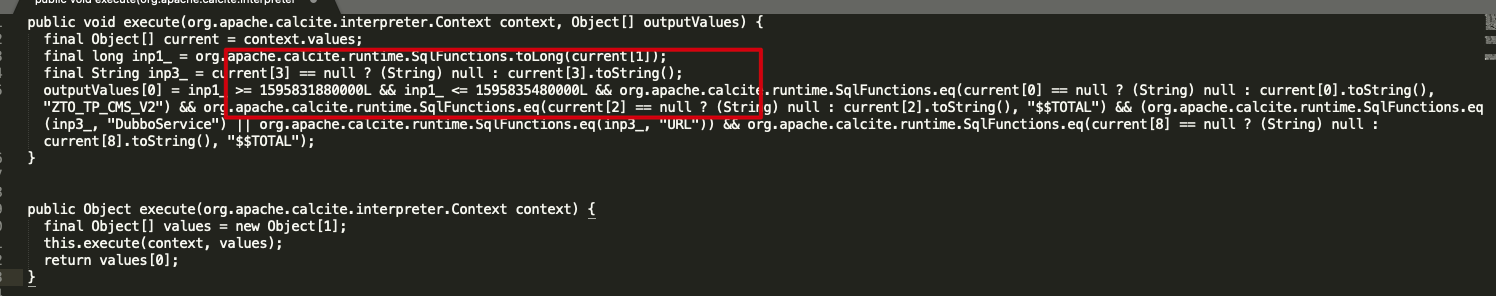 public void execute(org.apache.calcite.interpreter
public void execute(org.apache.calcite.interpreter.Context context, Object[] outputValues) {
final Object[] current = context.values;
final long inp1_ = org.apache.calcite.runtime.SqlFunctions.toLong(current[1]);
final String inp3_ = current[3] == null ? (String) null : current[3].toString();
outputValues[0] = inp1_ >= 1595831880000L && inp1_ <= 1595835480000L && org.apache.calcite.runtime.SqlFunctions.eq(current[0] == null ? (String) null : current[0].toString(),
"ZTO_TP_CMS_V2") && org.apache.calcite.runtime.SqlFunctions.eq(current[2] == null ? (String) null : current[2].toString(), "$$TOTAL") && (org.apache.calcite.runtime.SqlFunctions.eq
(inp3_, "DubboService") || org.apache.calcite.runtime.SqlFunctions.eq(inp3_, "URL")) && org.apache.calcite.runtime.SqlFunctions.eq(current[8] == null ? (String) null :
current[8].toString(), "$$TOTAL");
}
public Object execute(org.apache.calcite.interpreter.Context context) {
final Object[] values = new Object[1];
this.execute(context, values);
return values[0];
}